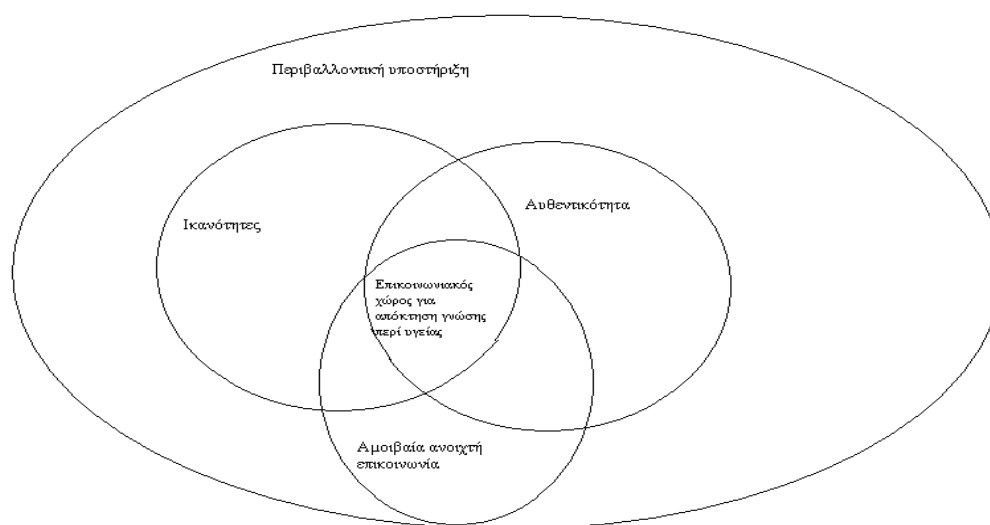 Περιβαλλοντική υποστήριξη
Αυθεντικότητα
Ικανότητες
Επικοινωνιακός
χώρος για
απόκτηση γνώσης
περί υγείας
Αμοιβαία ανοιχτή
επικοινωνία